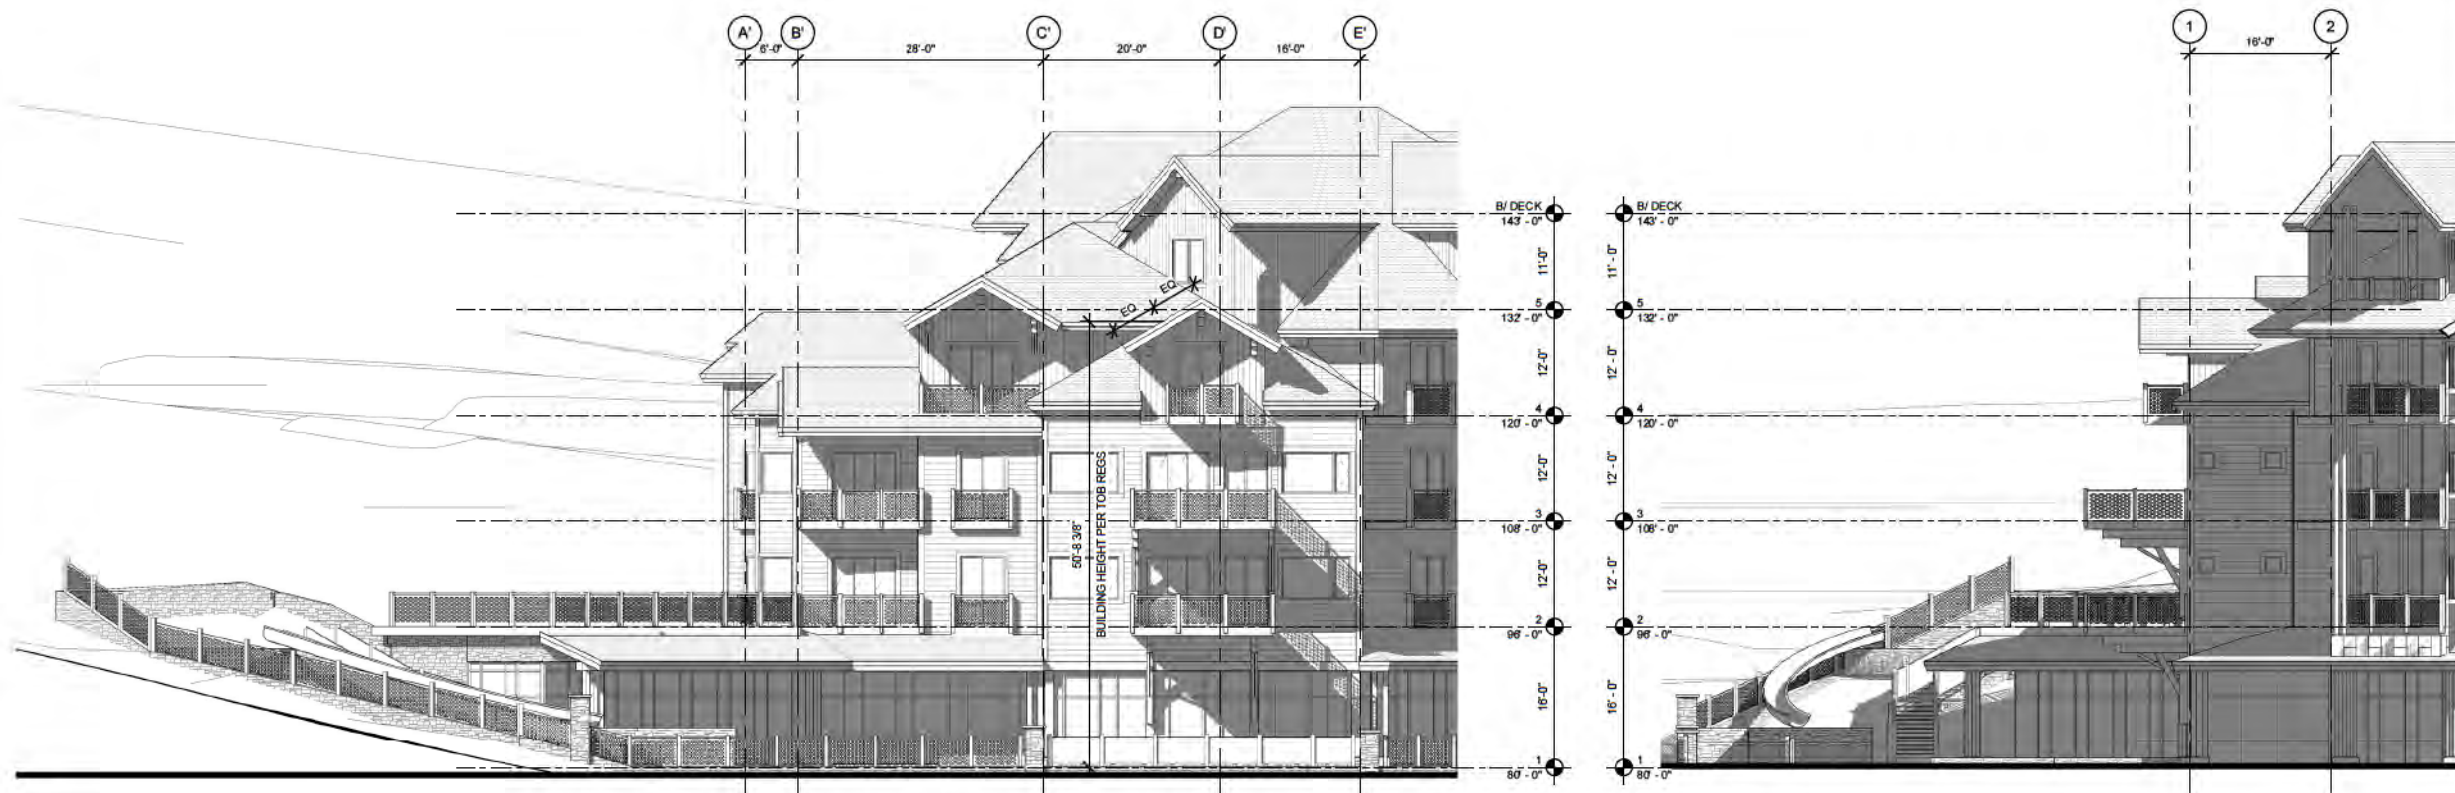 A' B' C' D' E'
6'-0" 28'-0" 20'-0" 16'-0"
EQ EQ
50'-8 3/8"
BUILDING HEIGHT PER TOB REGS
B/ DECK
143' - 0"
11'-0"
5
132' - 0"
12'-0"
4
120' - 0"
12'-0"
3
108' - 0"
12'-0"
2
96' - 0"
16'-0"
1
80' - 0"
1 2
16'-0"
B/ DECK
143' - 0"
11' - 0"
5
132' - 0"
12' - 0"
4
120' - 0"
12' - 0"
3
108' - 0"
12' - 0"
2
96' - 0"
16' - 0"
1
80' - 0"